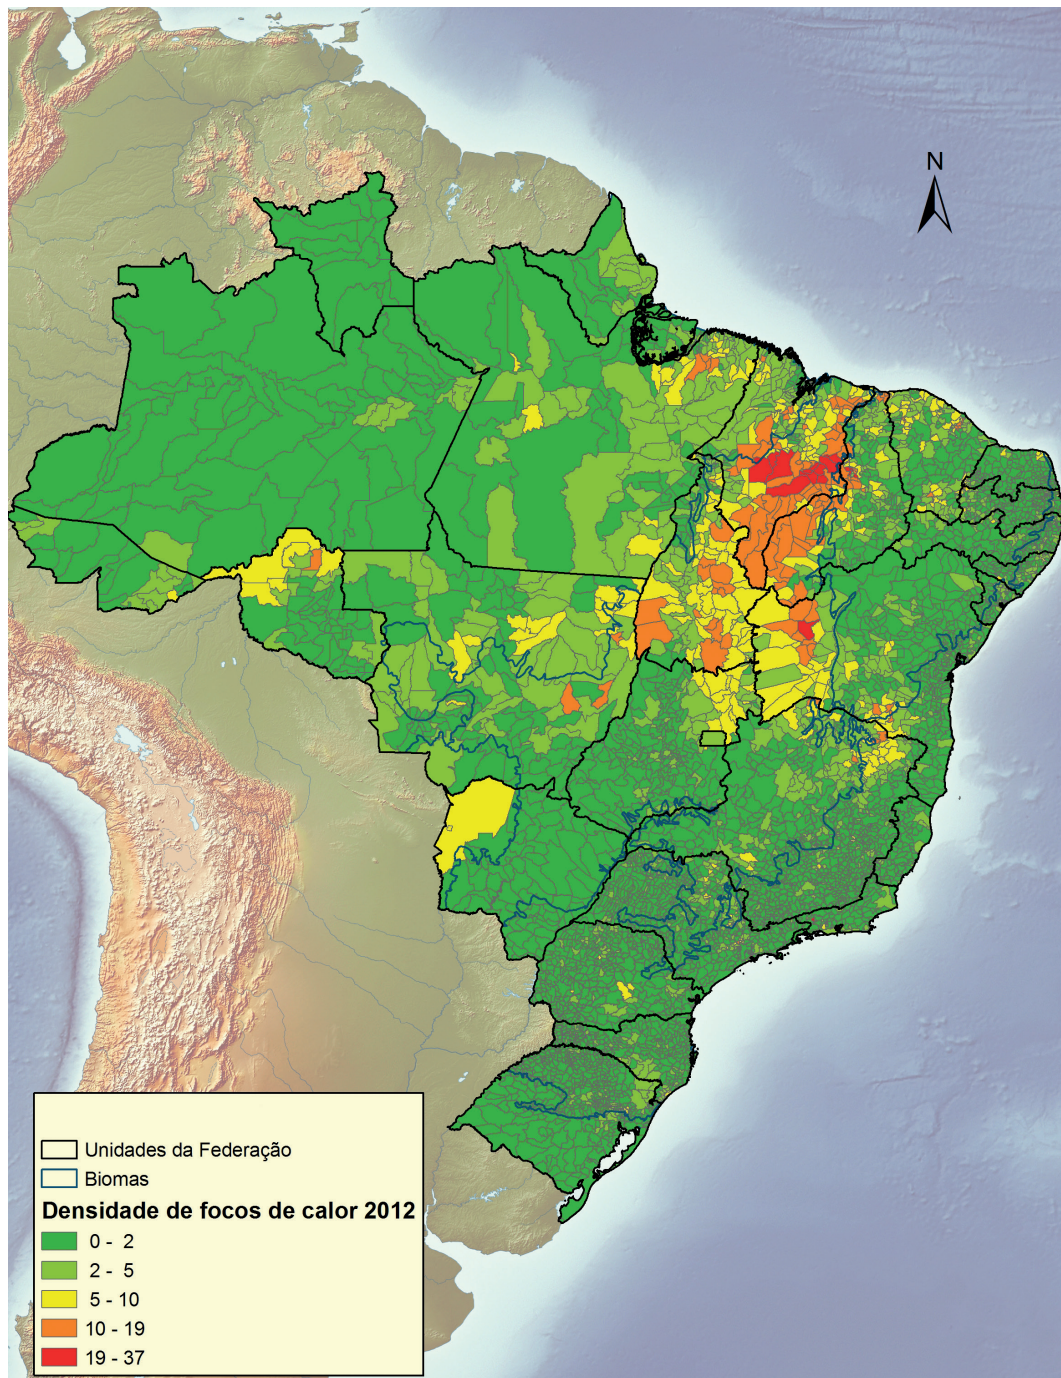 N
Unidades da Federação
Biomas
Densidade de focos de calor 2012
0 - 2
2 - 5
5 - 10
10 - 19
19 - 37